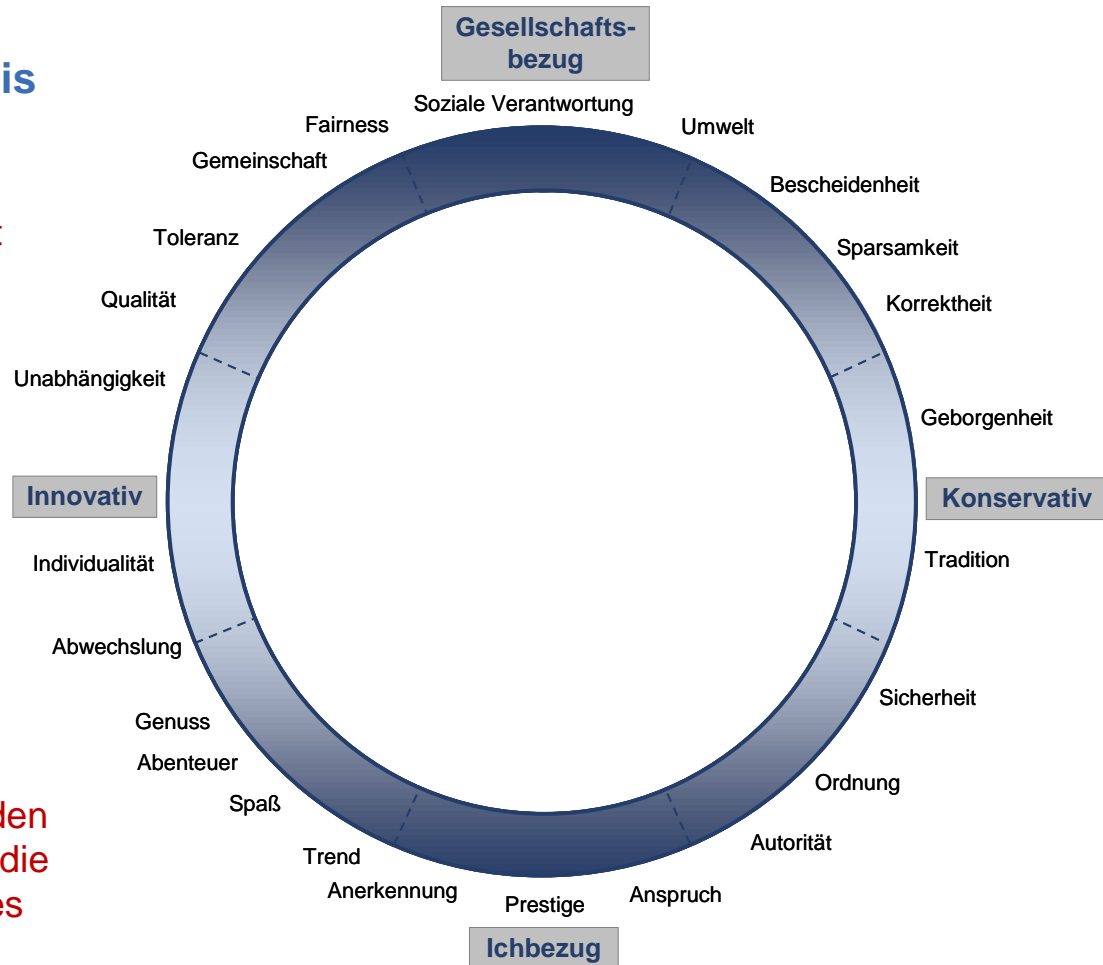 Gesellschafts-
bezug
is
Soziale Verantwortung
Fairness
Umwelt
Gemeinschaft
Bescheidenheit
Toleranz
Sparsamkeit
Qualität
Korrektheit
Unabhängigkeit
Geborgenheit
Innovativ
Konservativ
Individualität
Tradition
Abwechslung
Sicherheit
Genuss
Abenteuer
Ordnung
Spaß
den
Autorität
die
Trend
Anerkennung
Anspruch
Prestige
es
Ichbezug